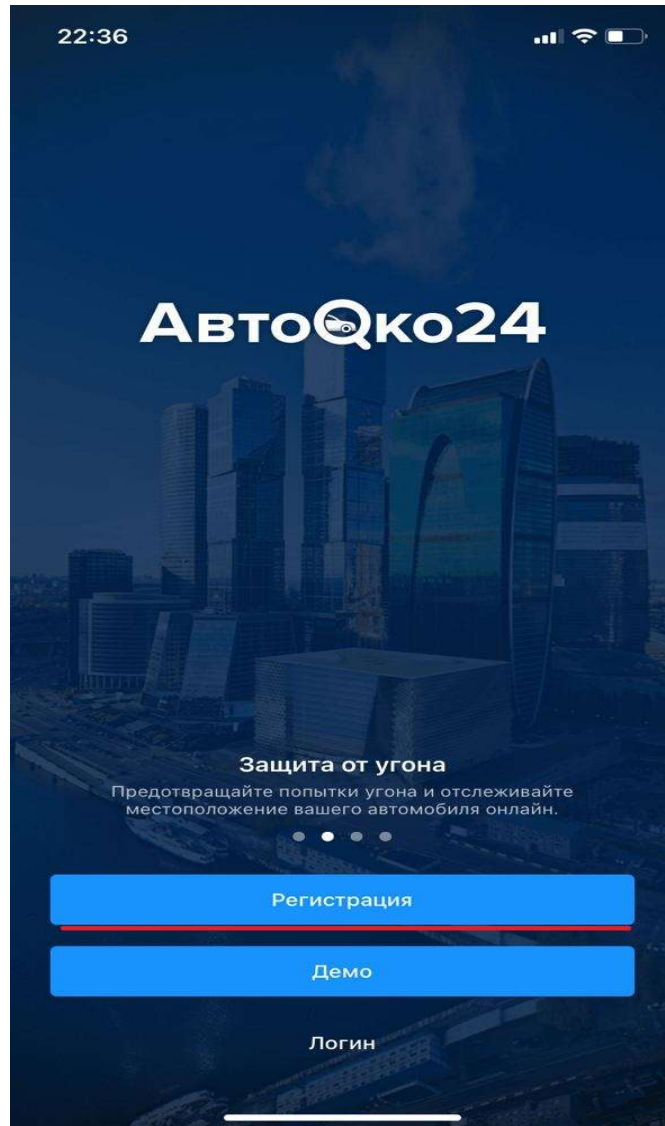 22:36
АвтоОко24
Защита от угона
Предотвращайте попытки угона и отслеживайте
местоположение вашего автомобиля онлайн.
Регистрация
Демо
Логин